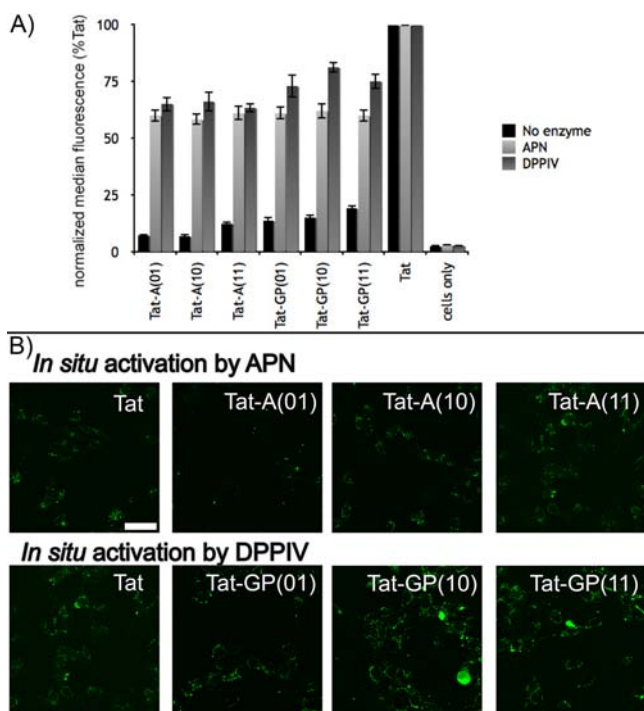 A)
normalized median fluorescence (%Tat)
100
75
50
25
0
Tat-A(01)
Tat-A(10)
Tat-A(11)
Tat-GP(01)
Tat-GP(10)
Tat-GP(11)
Tat
cells only
No enzyme
APN
DPPIV
B)
In situ activation by APN
Tat
Tat-A(01)
Tat-A(10)
Tat-A(11)
In situ activation by DPPIV
Tat
Tat-GP(01)
Tat-GP(10)
Tat-GP(11)